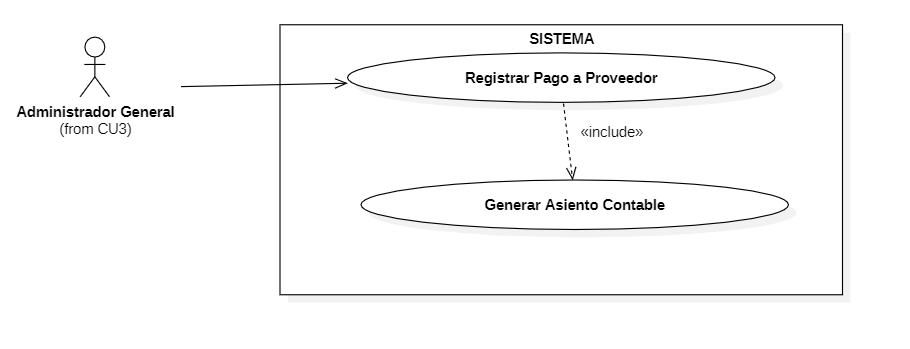 SISTEMA
Registrar Pago a Proveedor
Administrador General
(from CU3)
«include»
Generar Asiento Contable